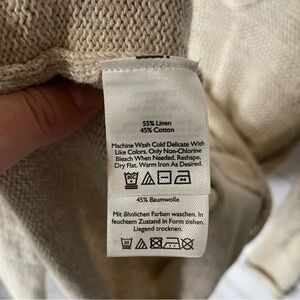 55% Linen
45% Cotton
Machine Wash Cold Delicate With
Like Colors. Only Non-Chlorine
Bleach When Needed. Reshape,
Dry Flat. Warm Iron As Desired.
45% Baumwolle
Mit ähnlichen Farben waschen. In
feuchtem Zustand in Form ziehen.
Liegend trocknen.